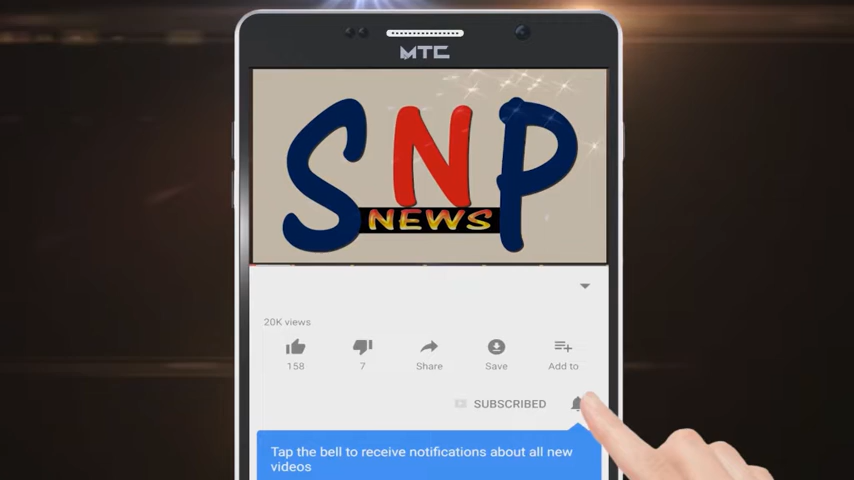 MTC
SNP
NEWS
20K views
158
7
Share
Save
Add to
SUBSCRIBED
Tap the bell to receive notifications about all new
videos